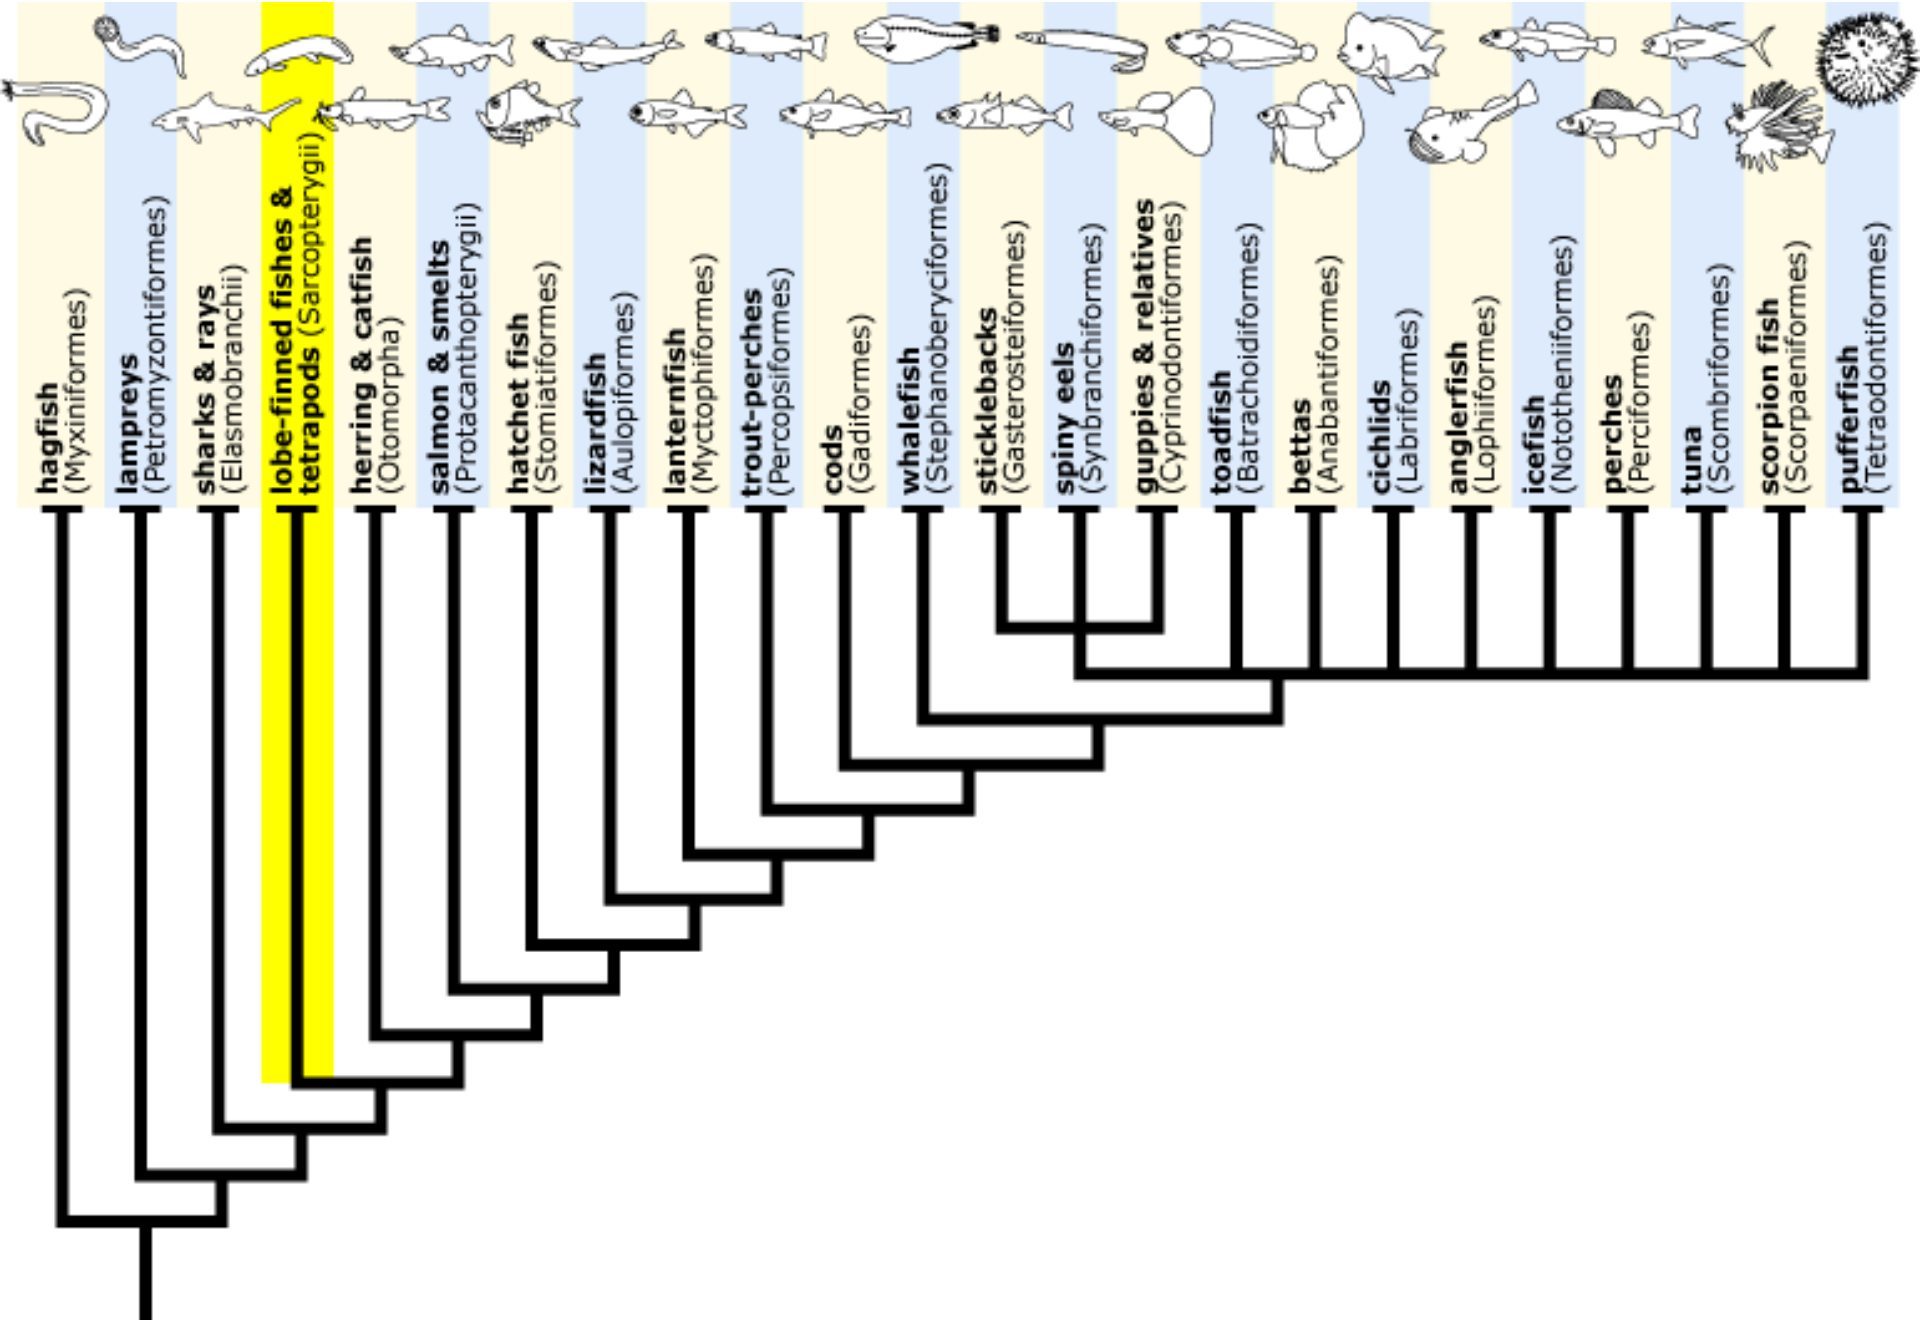 hagfish
(Myxiniformes)
lampreys
(Petromyzontiformes)
sharks & rays
(Elasmobranchii)
lobe-finned fishes &
tetrapods (Sarcopterygii)
herring & catfish
(Otomorpha)
salmon & smelts
(Protacanthopterygii)
hatchet fish
(Stomiatiformes)
lizardfish
(Aulopiformes)
lanternfish
(Myctophiformes)
trout-perches
(Percopsiformes)
cods
(Gadiformes)
whalefish
(Stephanoberyciformes)
sticklebacks
(Gasterosteiformes)
spiny eels
(Synbranchiformes)
guppies & relatives
(Cyprinodontiformes)
toadfish
(Batrachoidiformes)
bettas
(Anabantiformes)
cichlids
(Labriformes)
anglerfish
(Lophiiformes)
icefish
(Nototheniiformes)
perches
(Perciformes)
tuna
(Scombriformes)
scorpion fish
(Scorpaeniformes)
pufferfish
(Tetraodontiformes)